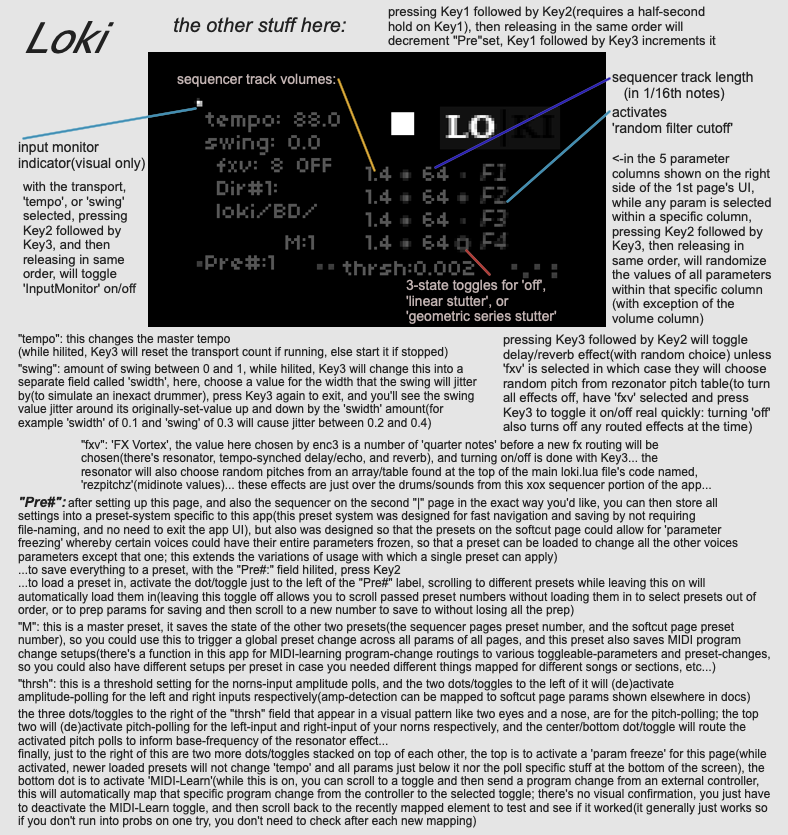 Loki
the other stuff here:
pressing Key1 followed by Key2(requires a half-second
hold on Key1), then releasing in the same order will
decrement "Pre"set, Key1 followed by Key3 increments it
sequencer track volumes:
sequencer track length
(in 1/16th notes)
activates
'random filter cutoff'
input monitor
indicator(visual only)
with the transport,
'tempo', or 'swing'
selected, pressing
Key2 followed by
Key3, and then
releasing in same
order, will toggle
'InputMonitor' on/off
tempo: 88.0
swing: 0.0
fxv: 8 OFF
Dir#1:
loki/BD/
M:1
Pre#:1
LO|KI
1.4 64 F1
1.4 64 F2
1.4 64 F3
1.4 64 F4
thrsh:0.002
3-state toggles for 'off',
'linear stutter', or
'geometric series stutter'
<-in the 5 parameter
columns shown on the right
side of the 1st page's UI,
while any param is selected
within a specific column,
pressing Key2 followed by
Key3, then releasing in
same order, will randomize
the values of all parameters
within that specific column
(with exception of the
volume column)
"tempo": this changes the master tempo
(while hilited, Key3 will reset the transport count if running, else start it if stopped)
"swing": amount of swing between 0 and 1, while hilited, Key3 will change this into a
separate field called 'swidth', here, choose a value for the width that the swing will jitter
by(to simulate an inexact drummer), press Key3 again to exit, and you'll see the swing
value jitter around its originally-set-value up and down by the 'swidth' amount(for
example 'swidth' of 0.1 and 'swing' of 0.3 will cause jitter between 0.2 and 0.4)
pressing Key3 followed by Key2 will toggle
delay/reverb effect(with random choice) unless
'fxv' is selected in which case they will choose
random pitch from rezonator pitch table(to turn
all effects off, have 'fxv' selected and press
Key3 to toggle it on/off real quickly: turning 'off'
also turns off any routed effects at the time)
"fxv": 'FX Vortex', the value here chosen by enc3 is a number of 'quarter notes' before a new fx routing will be
chosen(there's resonator, tempo-synched delay/echo, and reverb), and turning on/off is done with Key3... the
resonator will also choose random pitches from an array/table found at the top of the main loki.lua file's code named,
'rezpitchz'(midinote values)... these effects are just over the drums/sounds from this xox sequencer portion of the app...
"Pre#": after setting up this page, and also the sequencer on the second "|" page in the exact way you'd like, you can then store all
settings into a preset-system specific to this app(this preset system was designed for fast navigation and saving by not requiring
file-naming, and no need to exit the app UI), but also was designed so that the presets on the softcut page could allow for 'parameter
freezing' whereby certain voices could have their entire parameters frozen, so that a preset can be loaded to change all the other voices
parameters except that one; this extends the variations of usage with which a single preset can apply)
...to save everything to a preset, with the "Pre#:" field hilited, press Key2
...to load a preset in, activate the dot/toggle just to the left of the "Pre#" label, scrolling to different presets while leaving this on will
automatically load them in(leaving this toggle off allows you to scroll passed preset numbers without loading them in to select presets out of
order, or to prep params for saving and then scroll to a new number to save to without losing all the prep)
"M": this is a master preset, it saves the state of the other two presets(the sequencer pages preset number, and the softcut page preset
number), so you could use this to trigger a global preset change across all params of all pages, and this preset also saves MIDI program
change setups(there's a function in this app for MIDI-learning program-change routings to various toggleable-parameters and preset-changes,
so you could also have different setups per preset in case you needed different things mapped for different songs or sections, etc...)
"thrsh": this is a threshold setting for the norns-input amplitude polls, and the two dots/toggles to the left of it will (de)activate
amplitude-polling for the left and right inputs respectively(amp-detection can be mapped to softcut page params shown elsewhere in docs)
the three dots/toggles to the right of the "thrsh" field that appear in a visual pattern like two eyes and a nose, are for the pitch-polling; the top
two will (de)activate pitch-polling for the left-input and right-input of your norns respectively, and the center/bottom dot/toggle will route the
activated pitch polls to inform base-frequency of the resonator effect...
finally, just to the right of this are two more dots/toggles stacked on top of each other, the top is to activate a 'param freeze' for this page(while
activated, newer loaded presets will not change 'tempo' and all params just below it nor the poll specific stuff at the bottom of the screen), the
bottom dot is to activate 'MIDI-Learn'(while this is on, you can scroll to a toggle and then send a program change from an external controller,
this will automatically map that specific program change from the controller to the selected toggle; there's no visual confirmation, you just have
to deactivate the MIDI-Learn toggle, and then scroll back to the recently mapped element to test and see if it worked(it generally just works so
if you don't run into probs on one try, you don't need to check after each new mapping)